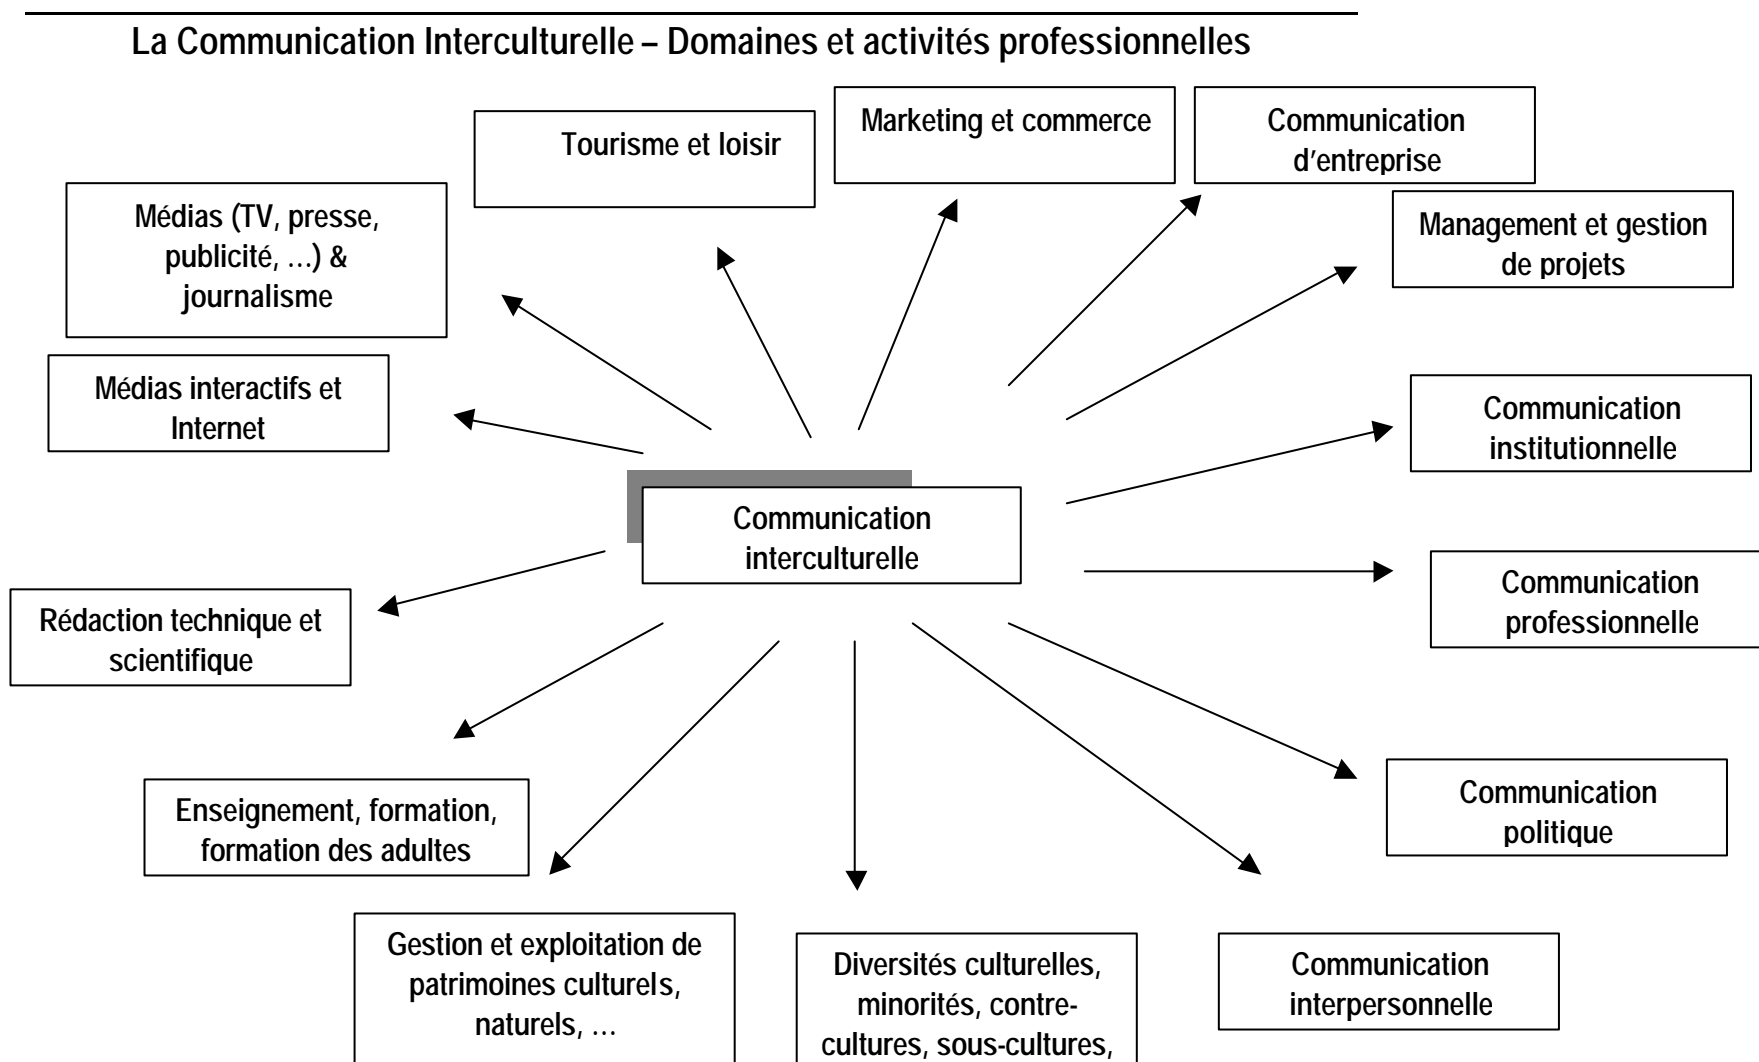 La Communication Interculturelle – Domaines et activités professionnelles
Marketing et commerce
Communication
d'entreprise
Tourisme et loisir
Médias (TV, presse,
publicité, …) &
journalisme
Management et gestion
de projets
Médias interactifs et
Internet
Communication
institutionnelle
Communication
interculturelle
Communication
professionnelle
Rédaction technique et
scientifique
Communication
politique
Enseignement, formation,
formation des adultes
Gestion et exploitation de
patrimoines culturels,
naturels, …
Diversités culturelles,
minorités, contre-
cultures, sous-cultures,
Communication
interpersonnelle